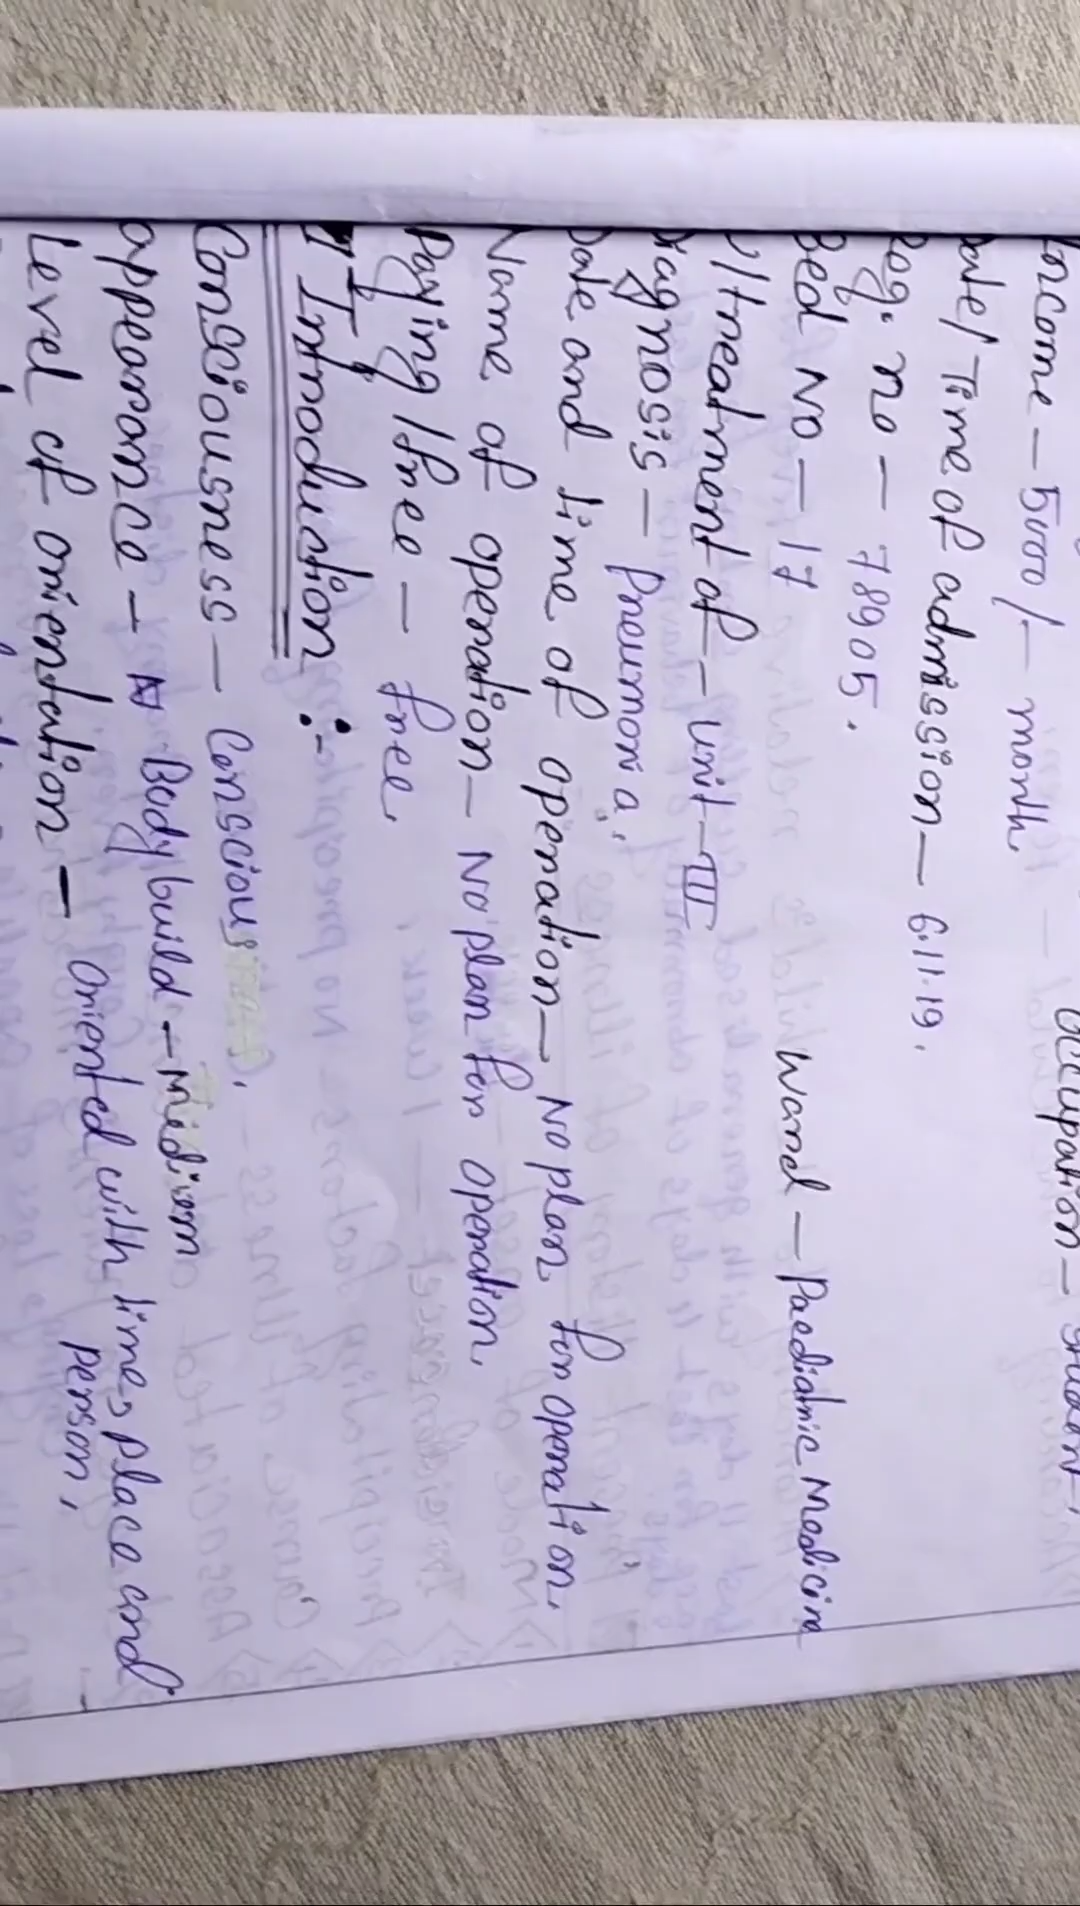 Income – 5000/– month.
Occupation – student,
Date/Time of admission – 6.11.19.
Reg. no – 78905.
Bed No – 17 Ward – Paediatric Medicine
U/treatment of – unit – III
Diagnosis – Pneumonia,
Date and time of operation – No plan for operation,
Name of operation – No plan for operation.
Paying/free – free.
Introduction :-
Consciousness – Conscious,
appearance – Body build – midium
Level of orientation – Oriented with time, place and
person,